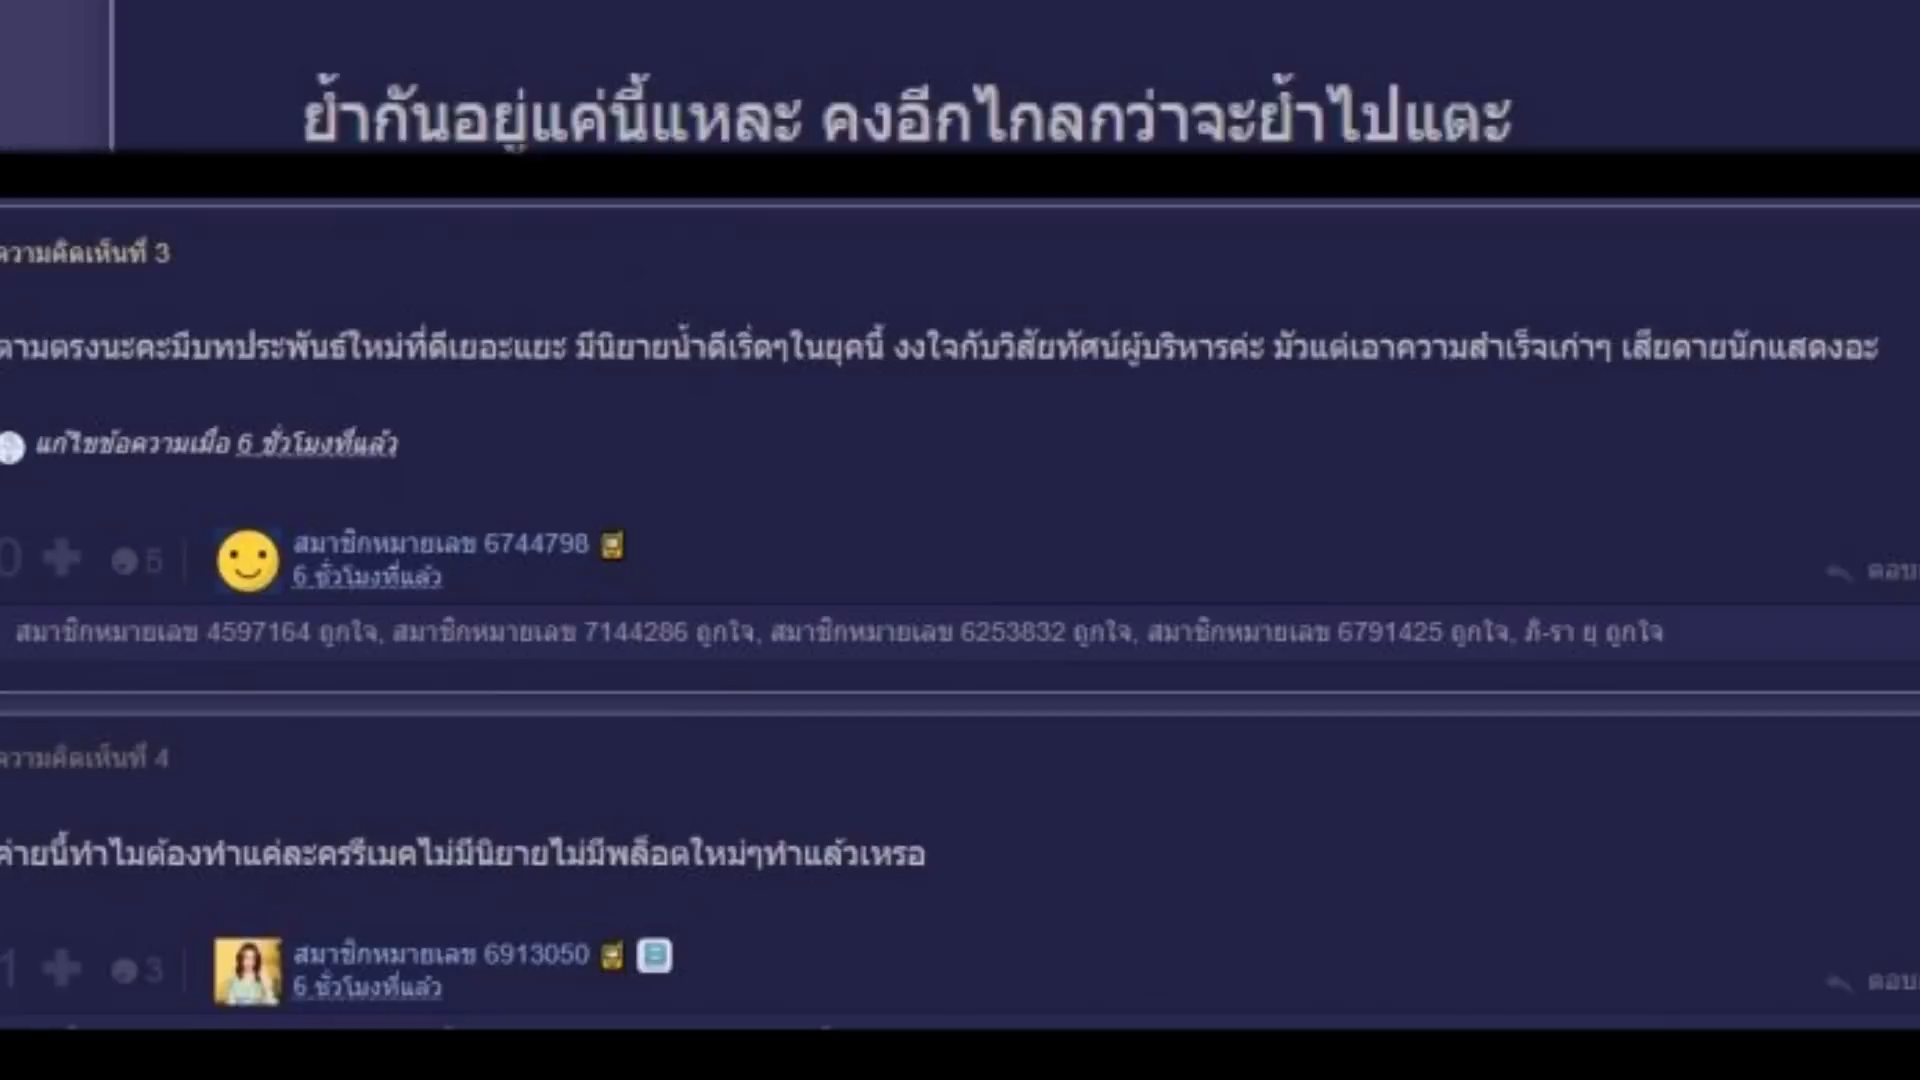 ย้ำกันอยู่แค่นี้แหละ คงอีกไกลกว่าจะย้ำไปแตะ
ความคิดเห็นที่ 3
ตามตรงนะคะมีบทประพันธ์ใหม่ที่ดีเยอะแยะ มีนิยายน้ำดีเริ่ดๆในยุคนี้ งงใจกับวิสัยทัศน์ผู้บริหารค่ะ มัวแต่เอาความสำเร็จเก่าๆ เสียดายนักแสดงอะ
แก้ไขข้อความเมื่อ 6 ชั่วโมงที่แล้ว
0 5
สมาชิกหมายเลข 6744798
6 ชั่วโมงที่แล้ว
ตอบ
สมาชิกหมายเลข 4597164 ถูกใจ, สมาชิกหมายเลข 7144286 ถูกใจ, สมาชิกหมายเลข 6253832 ถูกใจ, สมาชิกหมายเลข 6791425 ถูกใจ, ภิ-รา ยุ ถูกใจ
ความคิดเห็นที่ 4
ค่ายนี้ทำไมต้องทำแค่ละครรีเมคไม่มีนิยายไม่มีพล็อตใหม่ๆทำแล้วเหรอ
1 3
สมาชิกหมายเลข 6913050
6 ชั่วโมงที่แล้ว
ตอบ